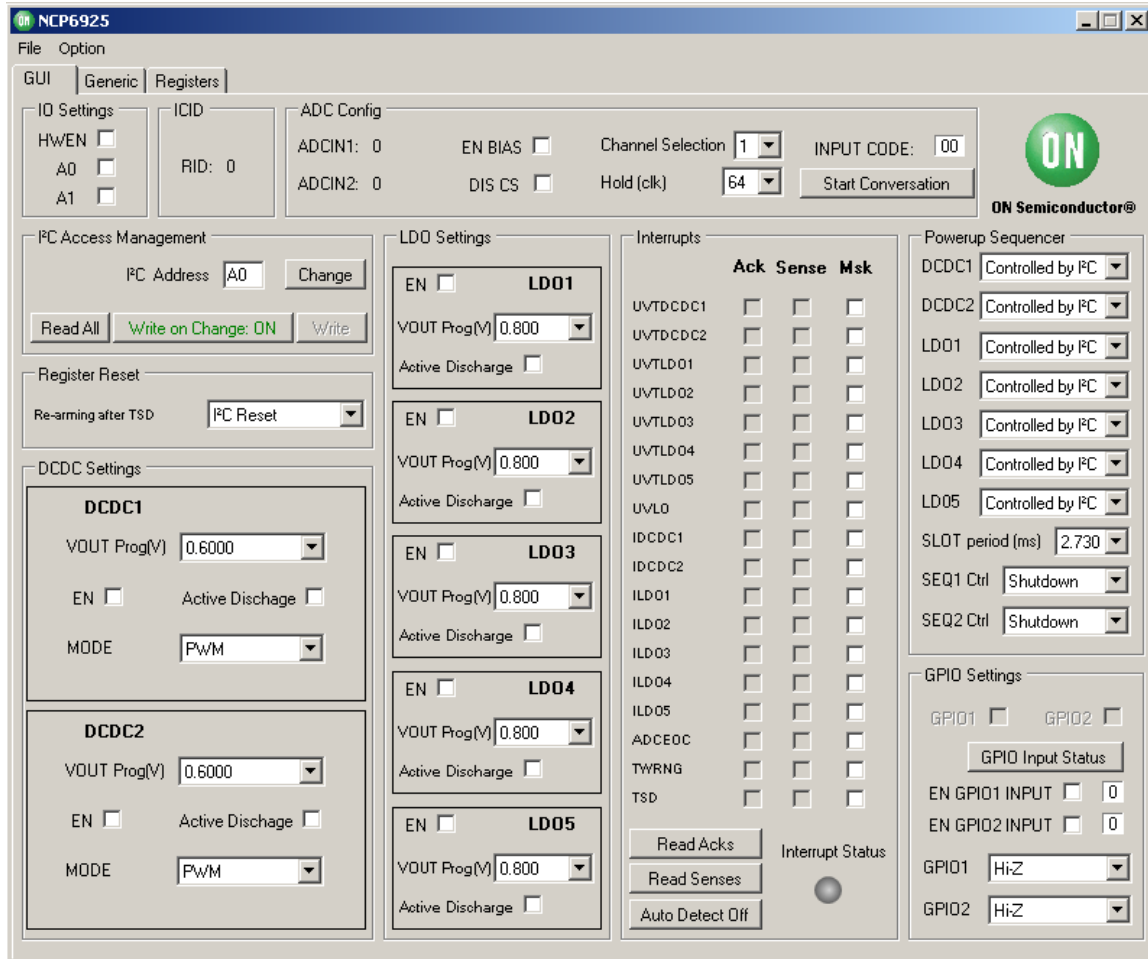 ON NCP6925
File Option
GUI Generic Registers
IO Settings
HWEN
A0
A1
ICID
RID: 0
ADC Config
ADCIN1: 0 EN BIAS Channel Selection 1 INPUT CODE: 00
ADCIN2: 0 DIS CS Hold (clk) 64 Start Conversation
ON
ON Semiconductor®
I²C Access Management
I²C Address A0 Change
Read All Write on Change: ON Write
Register Reset
Re-arming after TSD I²C Reset
DCDC Settings
DCDC1
VOUT Prog(V) 0.6000
EN Active Dischage
MODE PWM
DCDC2
VOUT Prog(V) 0.6000
EN Active Dischage
MODE PWM
LDO Settings
EN LDO1
VOUT Prog(V) 0.800
Active Discharge
EN LDO2
VOUT Prog(V) 0.800
Active Discharge
EN LDO3
VOUT Prog(V) 0.800
Active Discharge
EN LDO4
VOUT Prog(V) 0.800
Active Discharge
EN LDO5
VOUT Prog(V) 0.800
Active Discharge
Interrupts
Ack Sense Msk
UVTDCDC1
UVTDCDC2
UVTLDO1
UVTLDO2
UVTLDO3
UVTLDO4
UVTLDO5
UVLO
IDCDC1
IDCDC2
ILDO1
ILDO2
ILDO3
ILDO4
ILDO5
ADCEOC
TWRNG
TSD
Read Acks
Read Senses
Auto Detect Off
Interrupt Status
Powerup Sequencer
DCDC1 Controlled by I²C
DCDC2 Controlled by I²C
LDO1 Controlled by I²C
LDO2 Controlled by I²C
LDO3 Controlled by I²C
LDO4 Controlled by I²C
LDO5 Controlled by I²C
SLOT period (ms) 2.730
SEQ1 Ctrl Shutdown
SEQ2 Ctrl Shutdown
GPIO Settings
GPIO1 GPIO2
GPIO Input Status
EN GPIO1 INPUT 0
EN GPIO2 INPUT 0
GPIO1 Hi-Z
GPIO2 Hi-Z